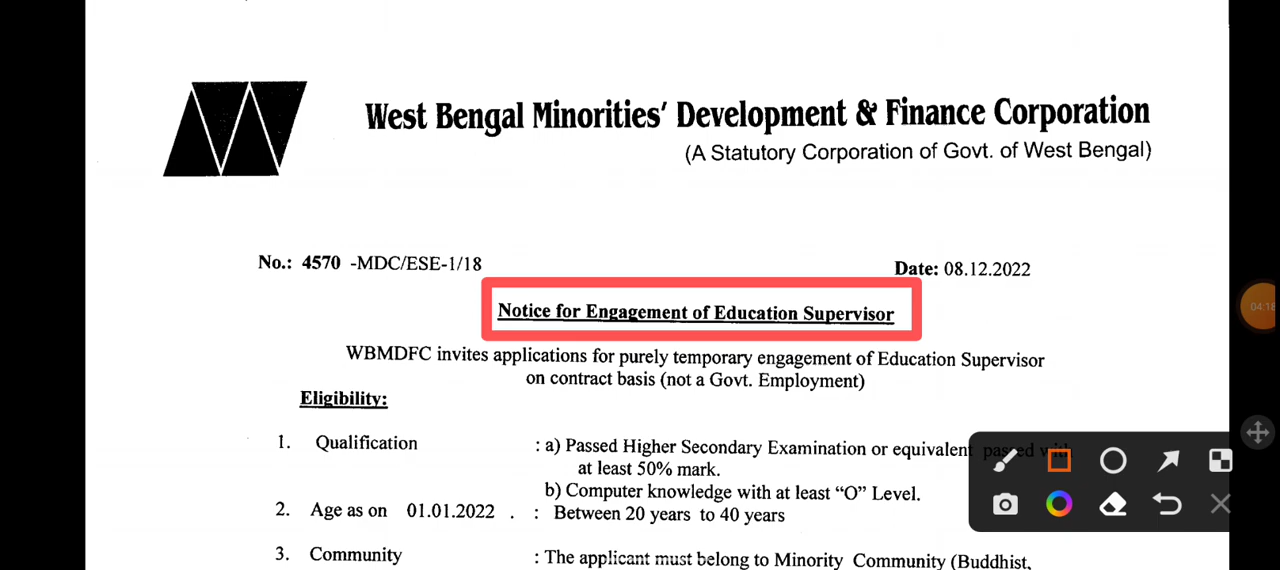 West Bengal Minorities' Development & Finance Corporation
(A Statutory Corporation of Govt. of West Bengal)
No.: 4570 -MDC/ESE-1/18
Date: 08.12.2022
Notice for Engagement of Education Supervisor
WBMDFC invites applications for purely temporary engagement of Education Supervisor
on contract basis (not a Govt. Employment)
Eligibility:
1. Qualification : a) Passed Higher Secondary Examination or equivalent passed with
at least 50% mark.
b) Computer knowledge with at least “O” Level.
2. Age as on 01.01.2022 . : Between 20 years to 40 years
3. Community : The applicant must belong to Minority Community (Buddhist,
04:18